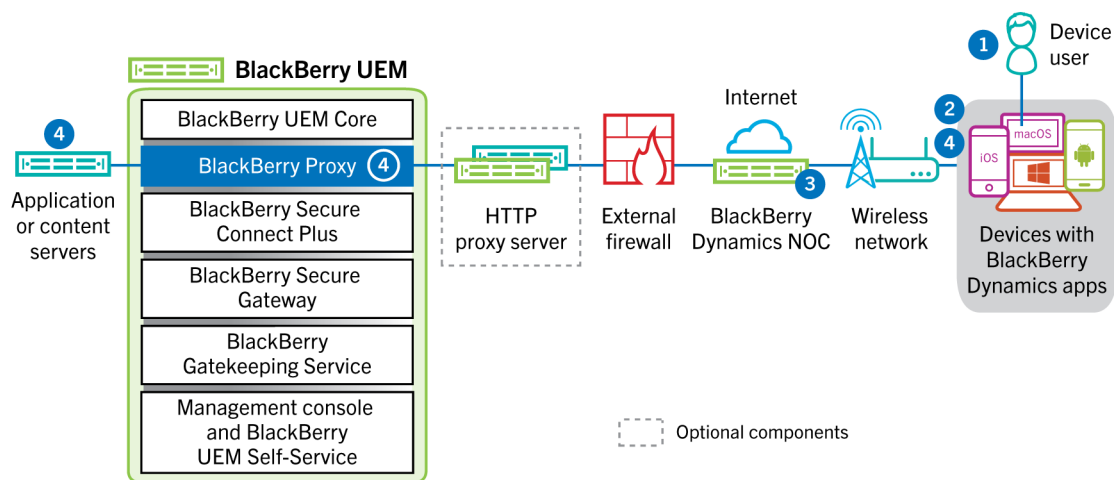 BlackBerry UEM
BlackBerry UEM Core
BlackBerry Proxy
4
BlackBerry Secure
Connect Plus
BlackBerry Secure
Gateway
BlackBerry
Gatekeeping Service
Management console
and BlackBerry
UEM Self-Service
4
Application
or content
servers
HTTP
proxy server
External
firewall
Internet
3
BlackBerry
Dynamics NOC
Wireless
network
1
Device
user
2
4
iOS
macOS
Devices with
BlackBerry
Dynamics apps
Optional components